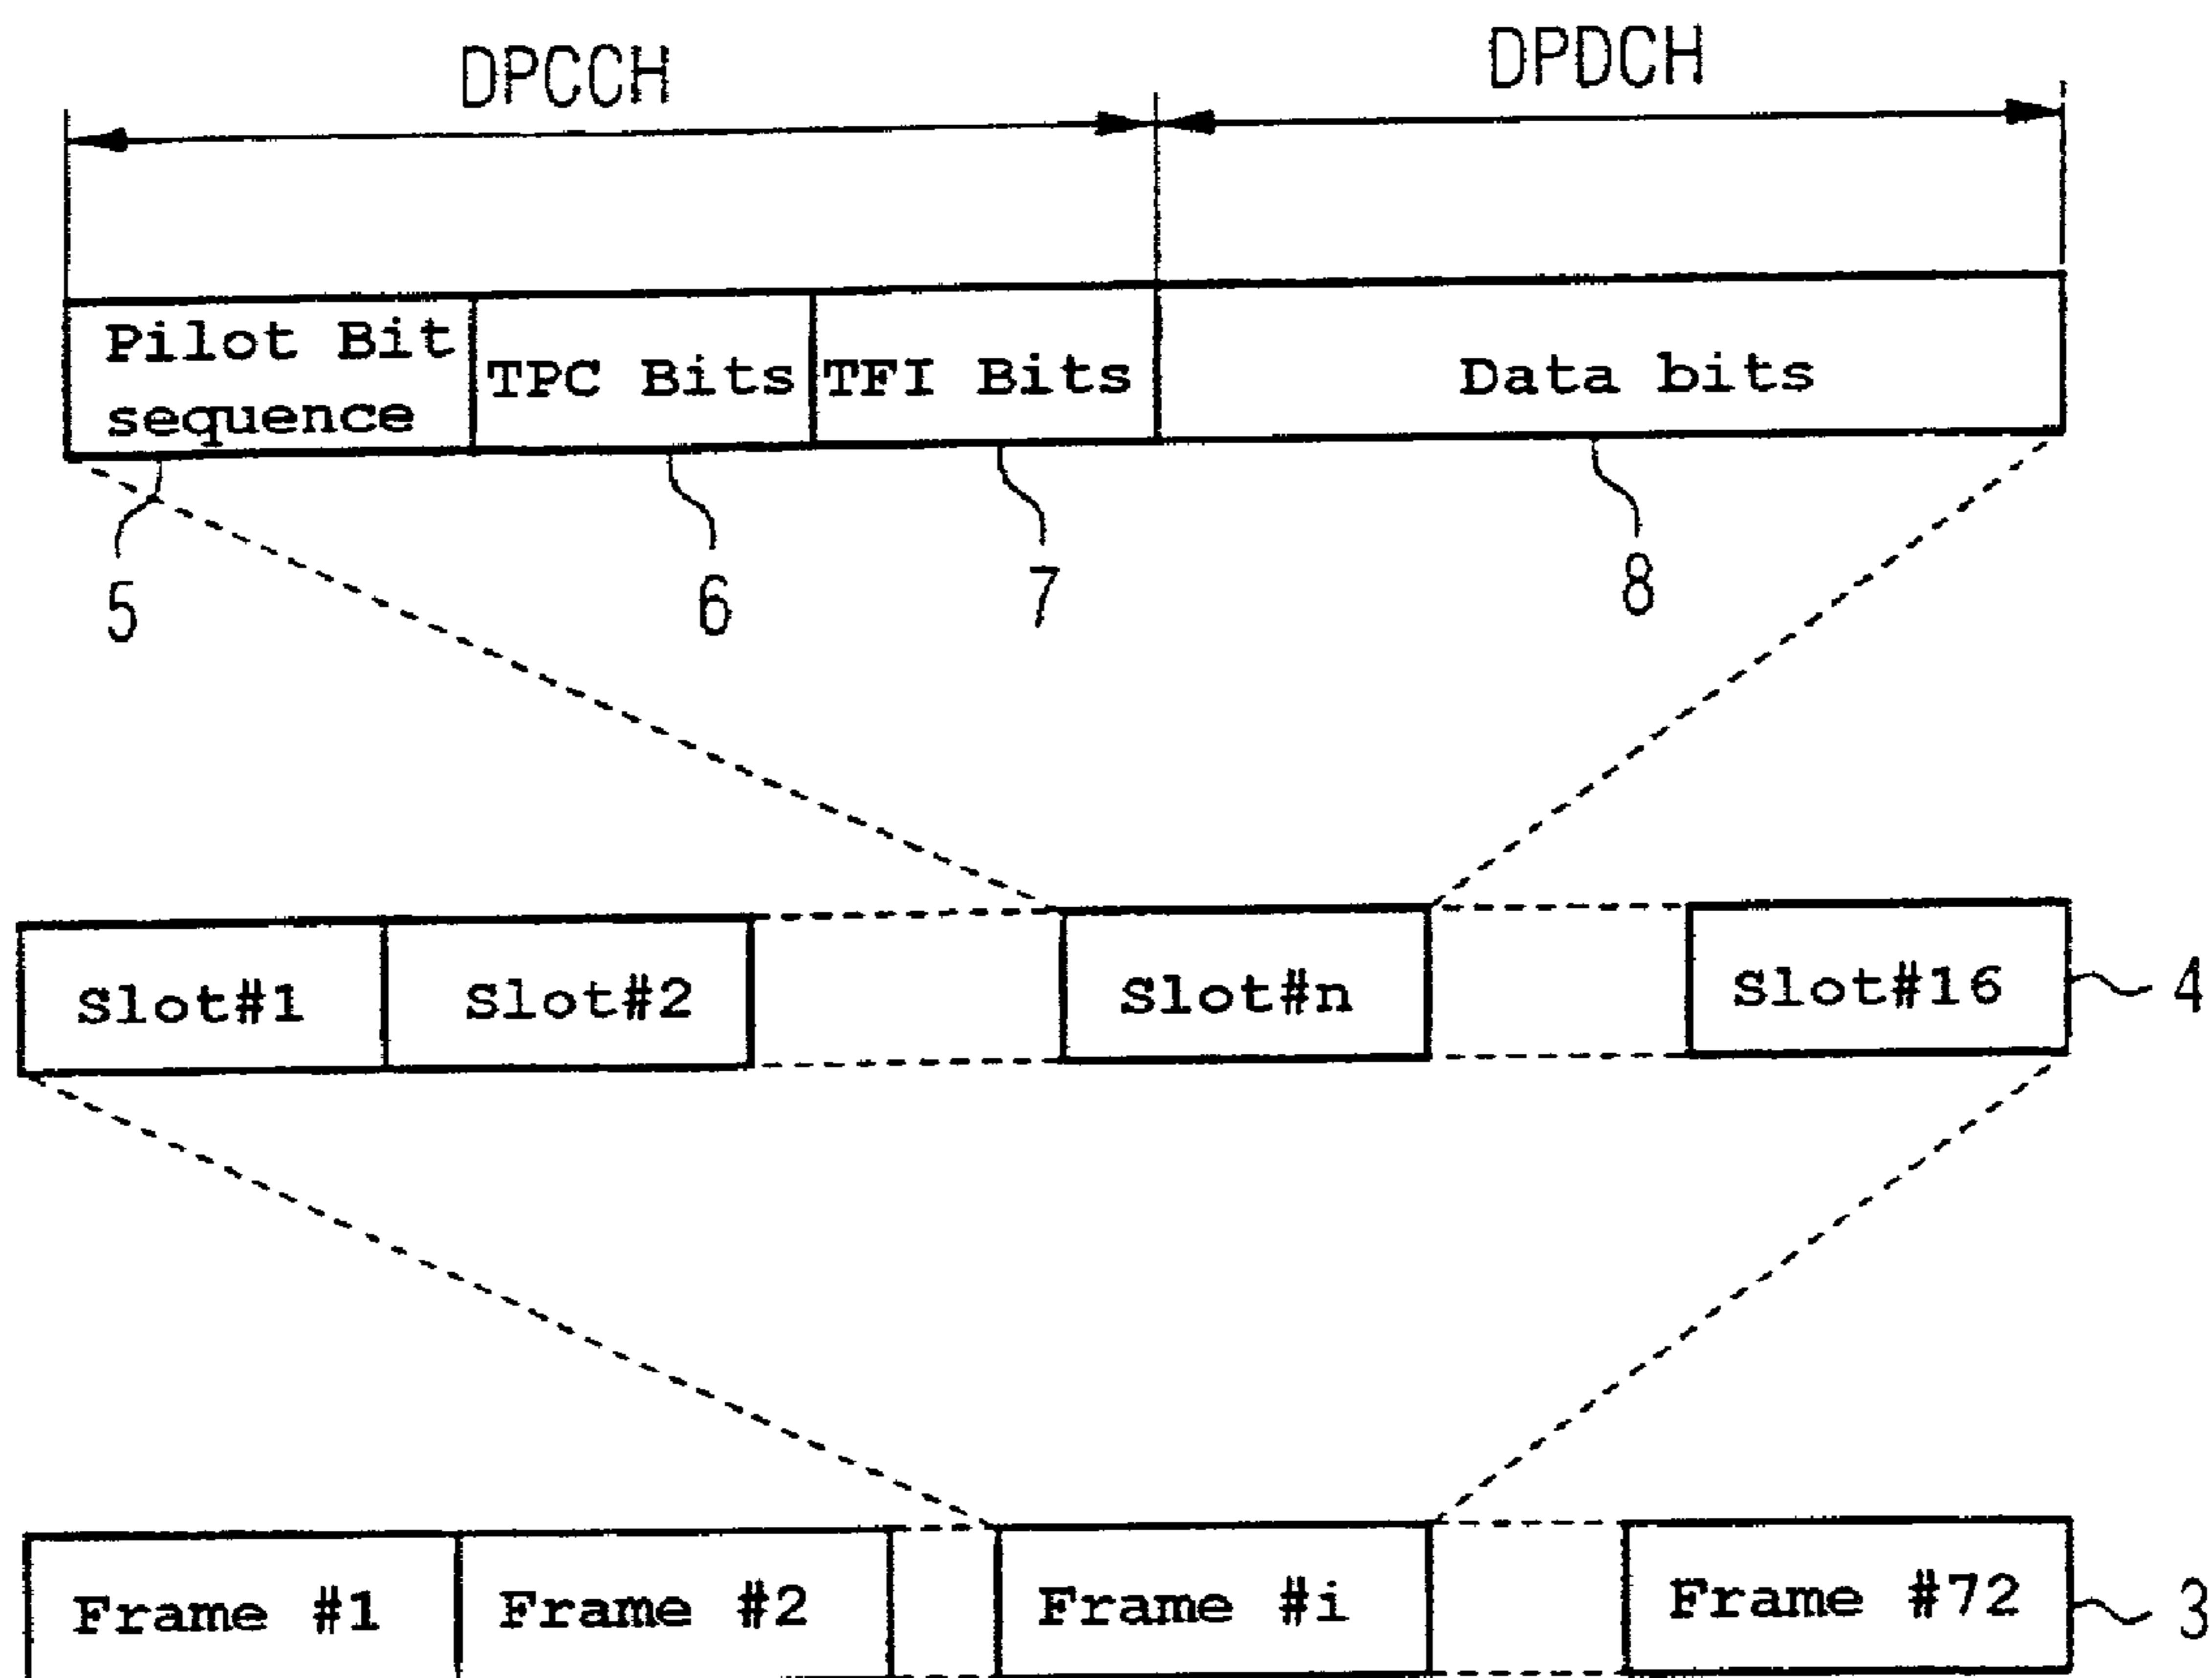 DPCCH DPDCH
Pilot Bit
sequence
TPC Bits TFI Bits Data bits
5 6 7 8
Slot#1 Slot#2 Slot#n Slot#16 4
Frame #1 Frame #2 Frame #i Frame #72 3